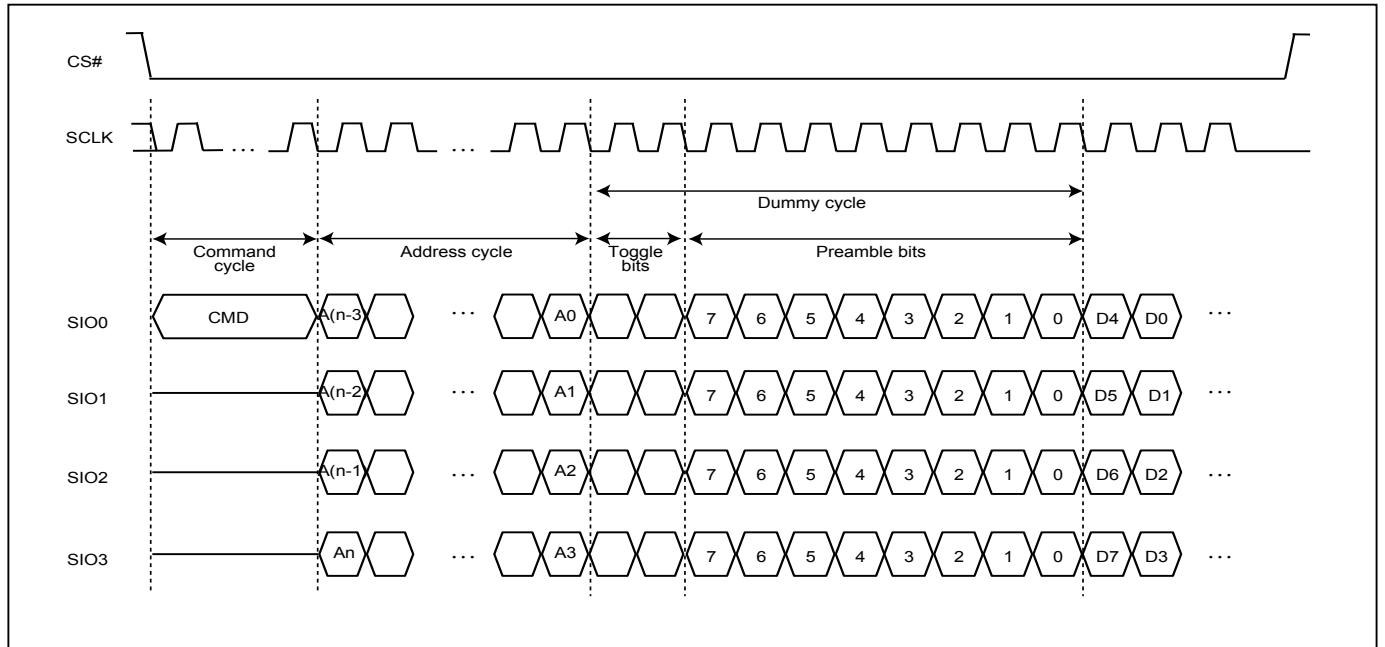 CS#
SCLK ... ...
Dummy cycle
Command cycle Address cycle Toggle bits Preamble bits
SIO0 CMD A(n-3) ... A0 7 6 5 4 3 2 1 0 D4 D0 ...
SIO1 A(n-2) ... A1 7 6 5 4 3 2 1 0 D5 D1 ...
SIO2 A(n-1) ... A2 7 6 5 4 3 2 1 0 D6 D2 ...
SIO3 An ... A3 7 6 5 4 3 2 1 0 D7 D3 ...